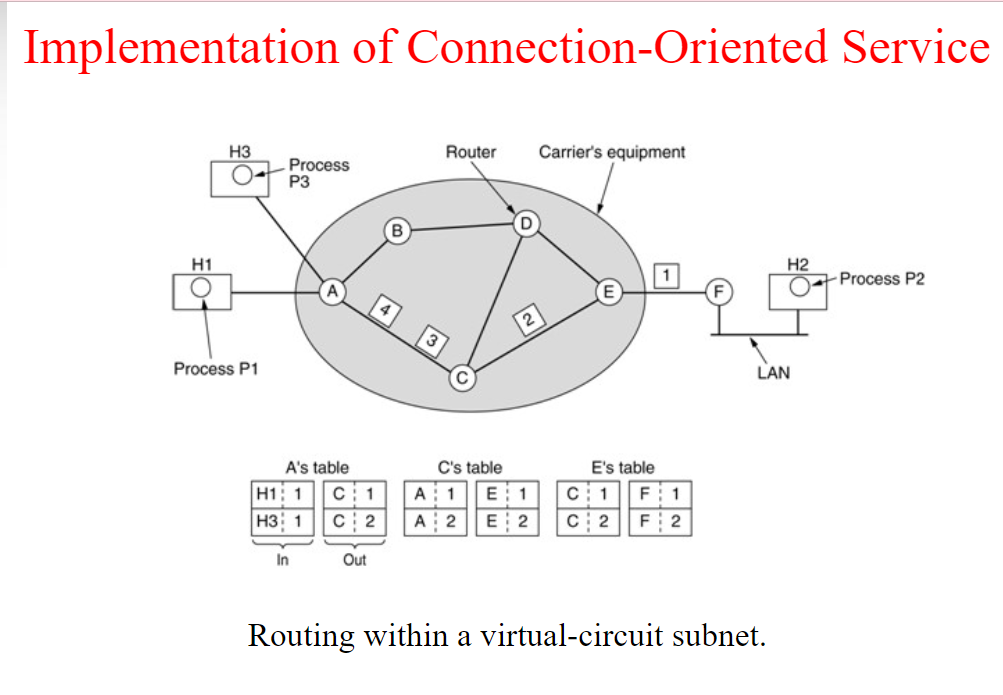 Implementation of Connection-Oriented Service
H3
Process
P3
Router
Carrier's equipment
B
D
H1
A
4
3
2
E
1
F
H2
Process P2
C
Process P1
LAN
A's table
C's table
E's table
H1 1 C 1 A 1 E 1 C 1 F 1
H3 1 C 2 A 2 E 2 C 2 F 2
In
Out
Routing within a virtual-circuit subnet.